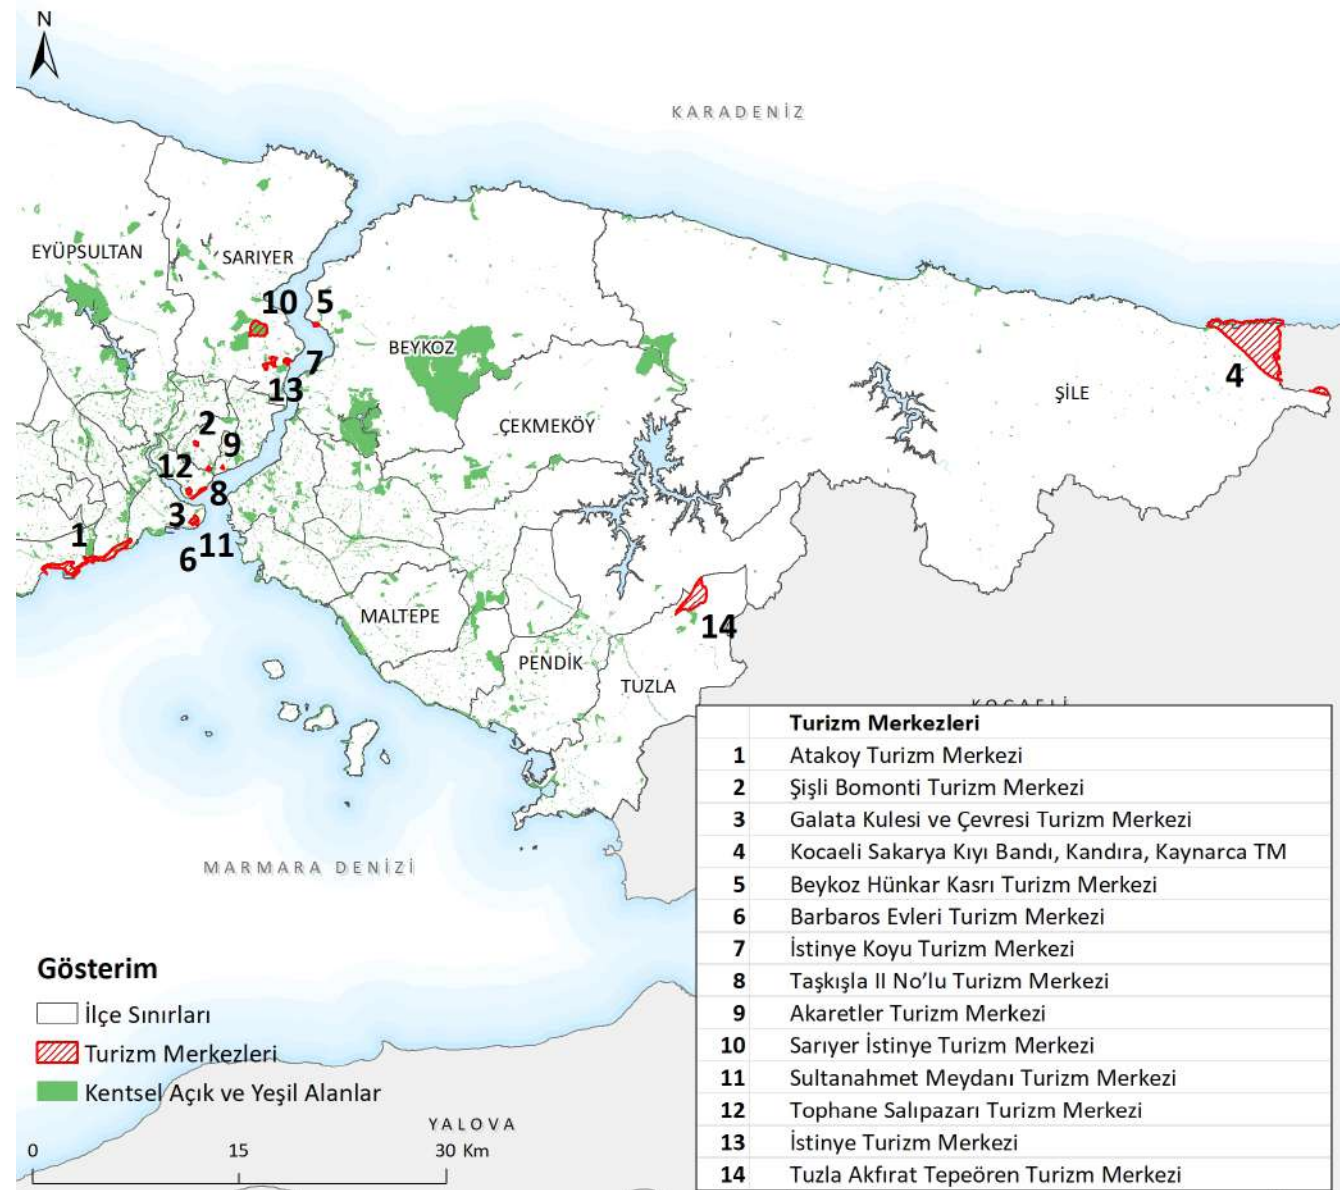 N
KARADENİZ
EYÜPSULTAN
SARIYER
10
5
BEYKOZ
7
13
4
ŞİLE
2
ÇEKMEKÖY
9
12
8
3
1
11
6
MALTEPE
14
PENDİK
TUZLA
KOCAELİ
Turizm Merkezleri
1 Atakoy Turizm Merkezi
2 Şişli Bomonti Turizm Merkezi
3 Galata Kulesi ve Çevresi Turizm Merkezi
4 Kocaeli Sakarya Kıyı Bandı, Kandıra, Kaynarca TM
5 Beykoz Hünkar Kasrı Turizm Merkezi
6 Barbaros Evleri Turizm Merkezi
7 İstinye Koyu Turizm Merkezi
8 Taşkışla II No’lu Turizm Merkezi
9 Akaretler Turizm Merkezi
10 Sarıyer İstinye Turizm Merkezi
11 Sultanahmet Meydanı Turizm Merkezi
12 Tophane Salıpazarı Turizm Merkezi
13 İstinye Turizm Merkezi
14 Tuzla Akfırat Tepeören Turizm Merkezi
MARMARA DENİZİ
Gösterim
İlçe Sınırları
Turizm Merkezleri
Kentsel Açık ve Yeşil Alanlar
YALOVA
0 15 30 Km